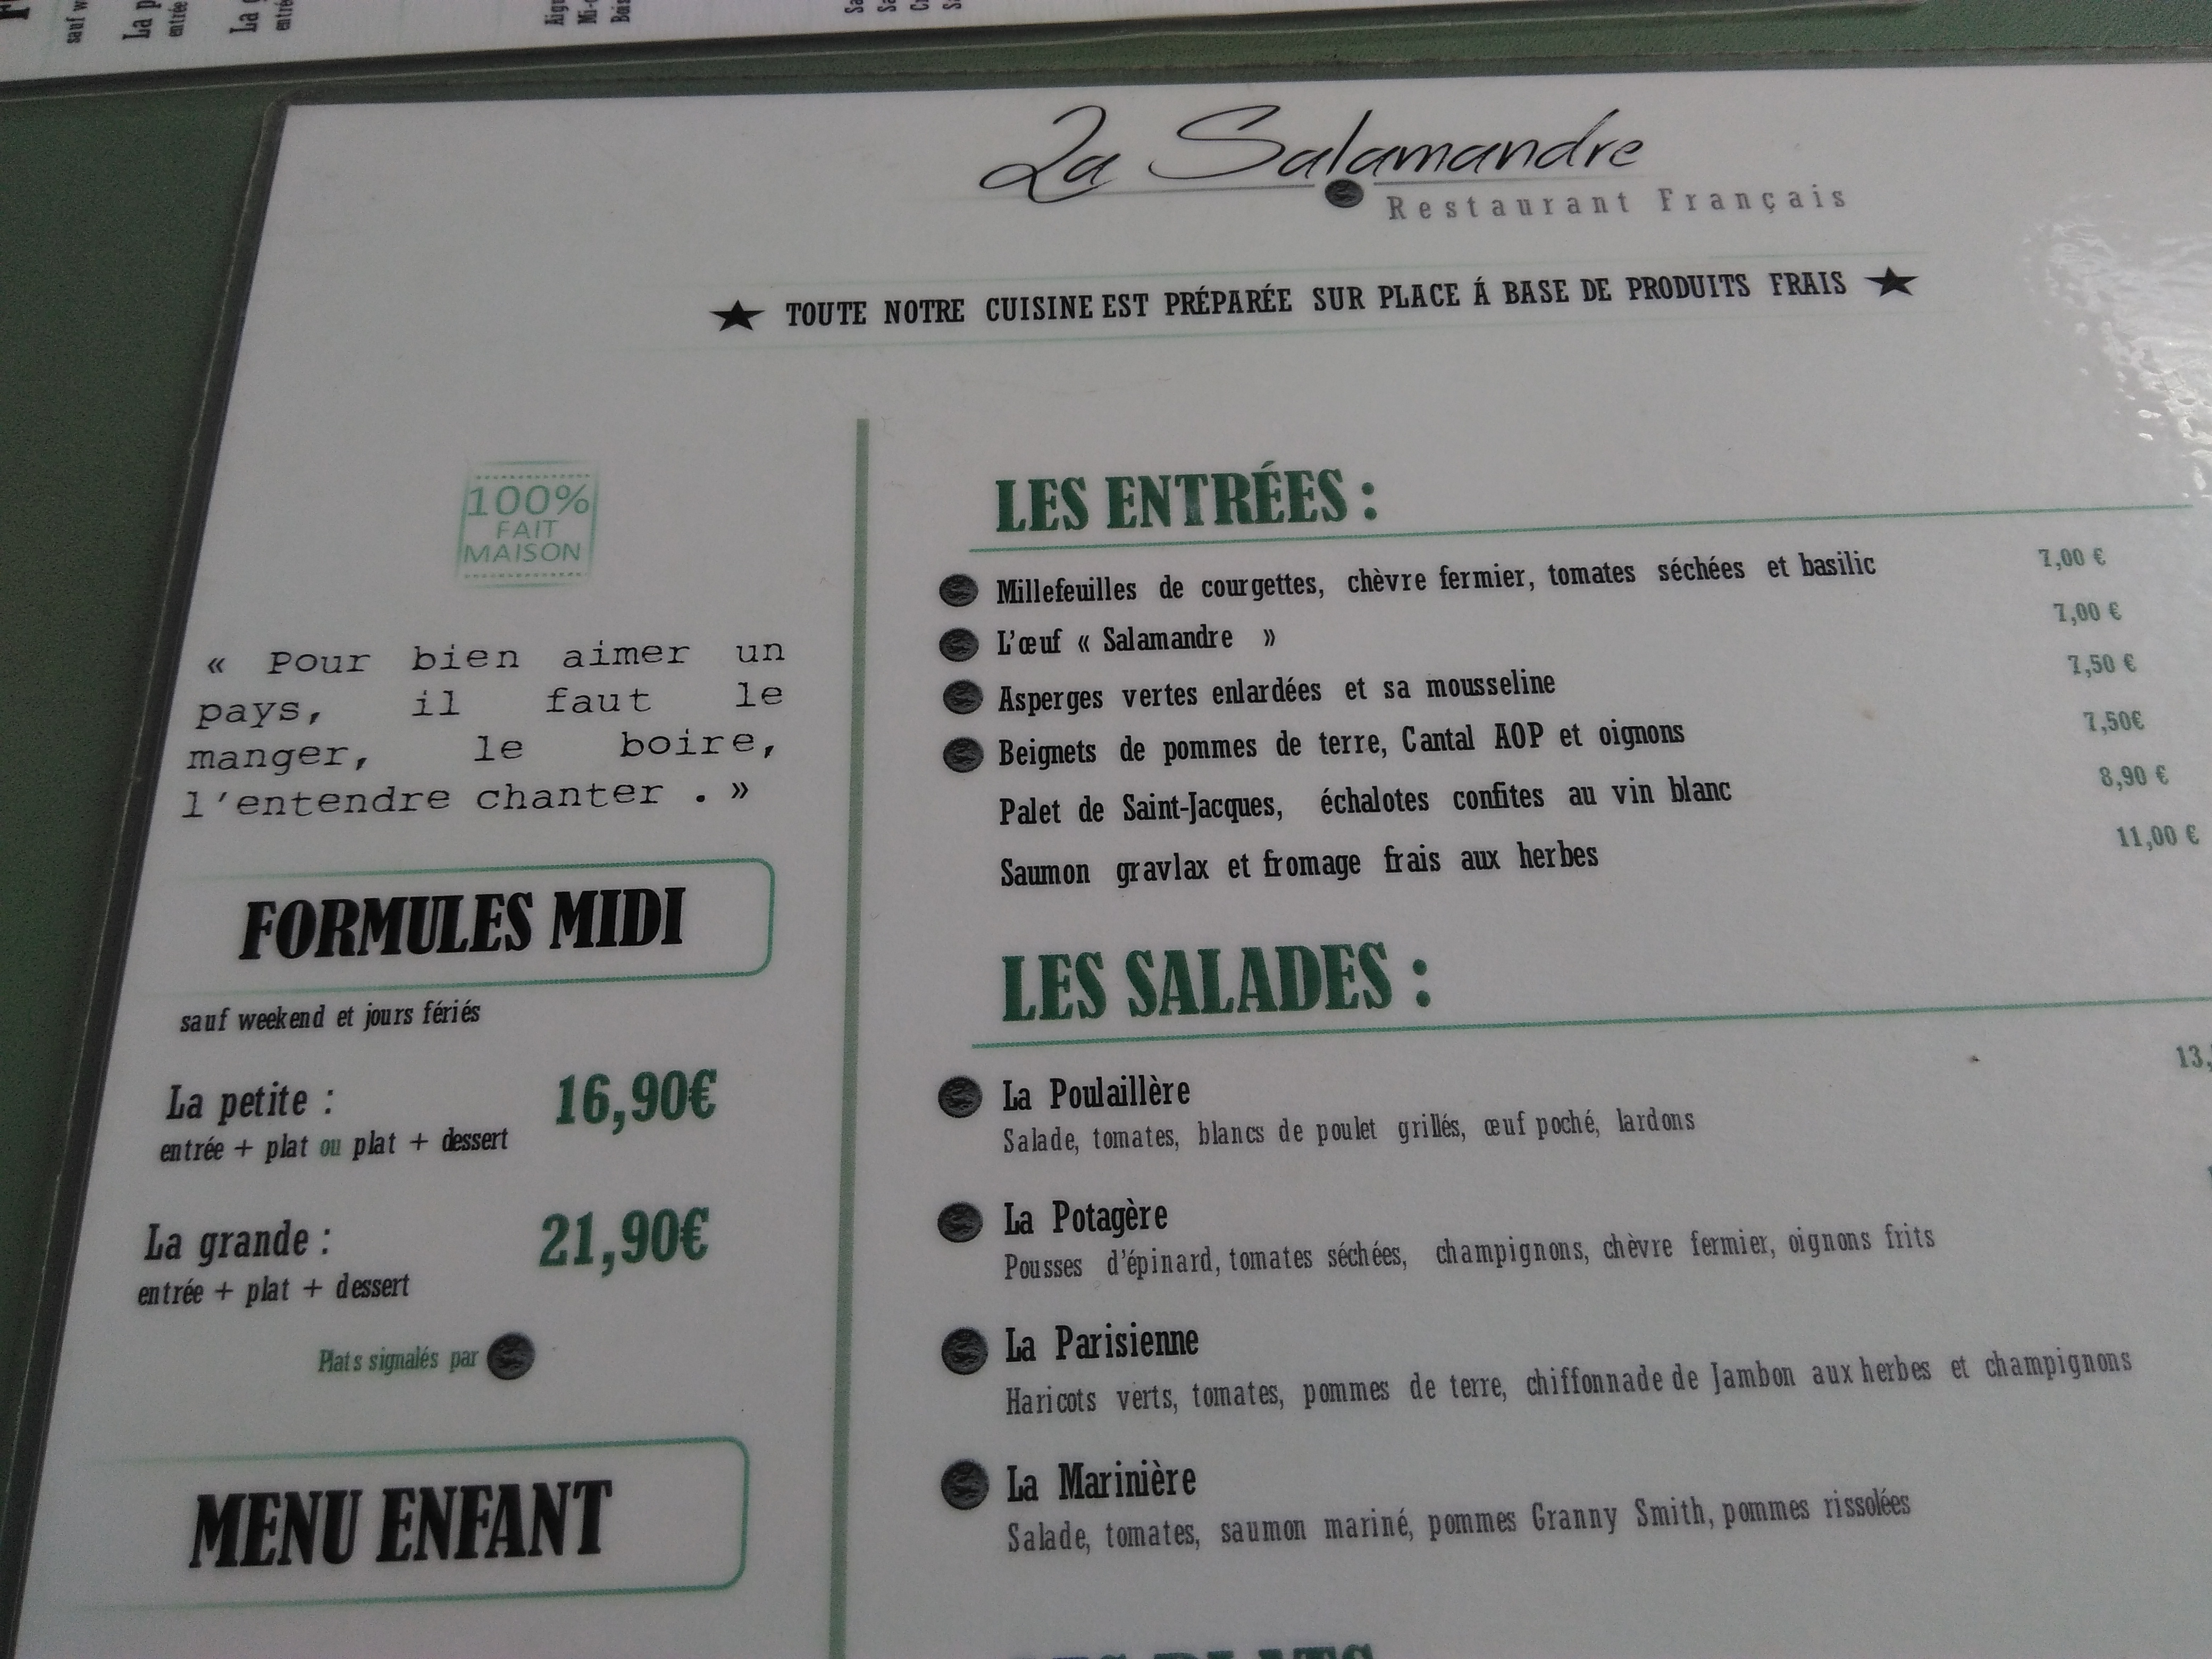 La Salamandre
Restaurant Français
TOUTE NOTRE CUISINE EST PRÉPARÉE SUR PLACE Á BASE DE PRODUITS FRAIS
100%
FAIT
MAISON
« Pour bien aimer un
pays, il faut le
manger, le boire,
l'entendre chanter . »
FORMULES MIDI
sauf weekend et jours fériés
La petite : 16,90€
entrée + plat ou plat + dessert
La grande : 21,90€
entrée + plat + dessert
Plats signalés par
MENU ENFANT
LES ENTRÉES :
Millefeuilles de courgettes, chèvre fermier, tomates séchées et basilic 7,00 €
L'œuf « Salamandre » 7,00 €
Asperges vertes enlardées et sa mousseline 7,50 €
Beignets de pommes de terre, Cantal AOP et oignons 7,50€
Palet de Saint-Jacques, échalotes confites au vin blanc 8,90 €
Saumon gravlax et fromage frais aux herbes 11,00 €
LES SALADES :
La Poulaillère 13,
Salade, tomates, blancs de poulet grillés, œuf poché, lardons
La Potagère
Pousses d'épinard, tomates séchées, champignons, chèvre fermier, oignons frits
La Parisienne
Haricots verts, tomates, pommes de terre, chiffonnade de Jambon aux herbes et champignons
La Marinière
Salade, tomates, saumon mariné, pommes Granny Smith, pommes rissolées